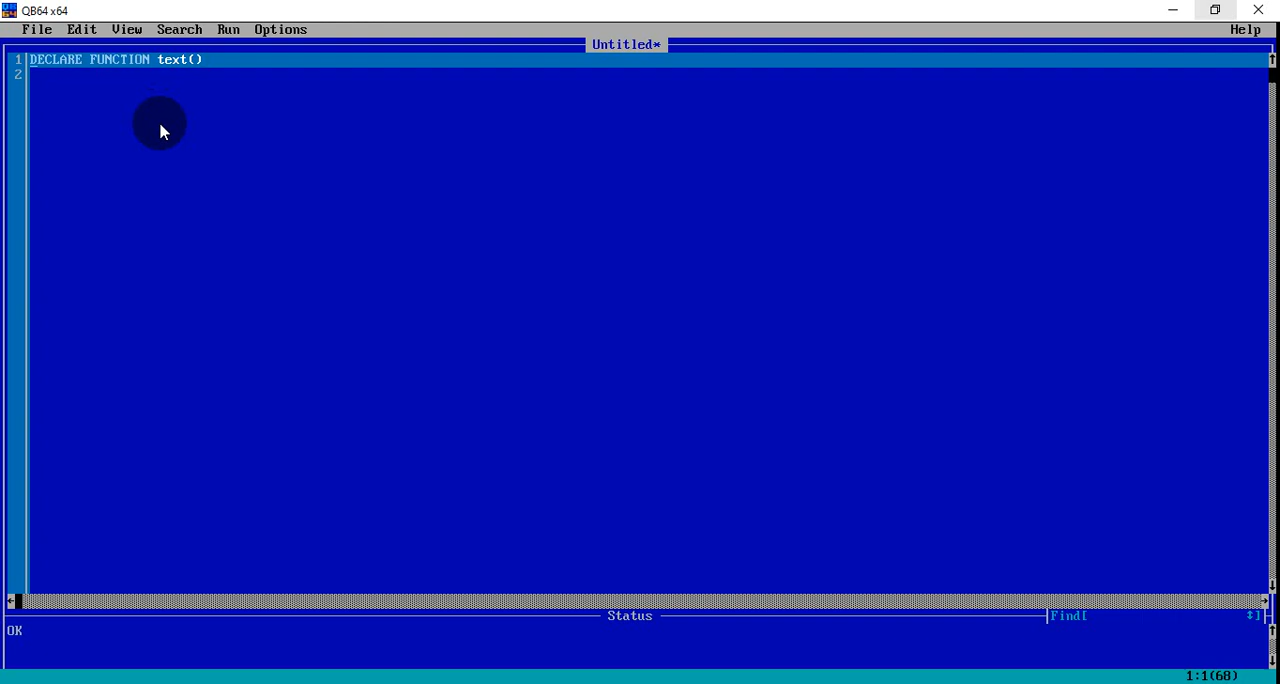 QB64 x64
File Edit View Search Run Options Help
Untitled*
1 DECLARE FUNCTION text()
2
Status Find[ ]
OK
1:1(68)